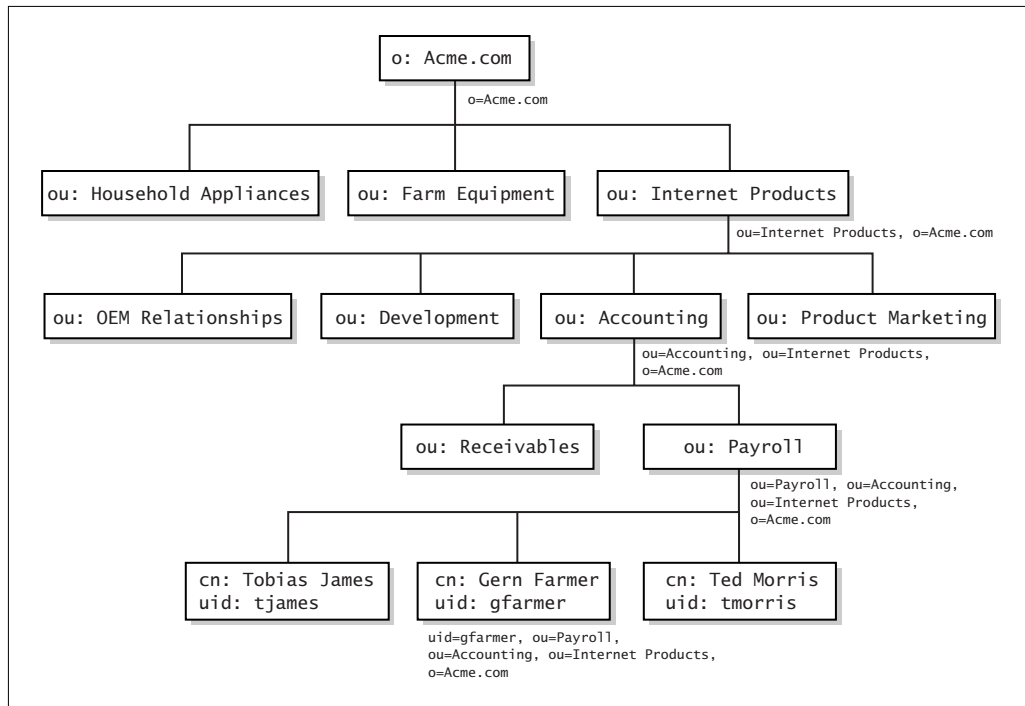 o: Acme.com
o=Acme.com
ou: Household Appliances
ou: Farm Equipment
ou: Internet Products
ou=Internet Products, o=Acme.com
ou: OEM Relationships
ou: Development
ou: Accounting
ou: Product Marketing
ou=Accounting, ou=Internet Products,
o=Acme.com
ou: Receivables
ou: Payroll
ou=Payroll, ou=Accounting,
ou=Internet Products,
o=Acme.com
cn: Tobias James
uid: tjames
cn: Gern Farmer
uid: gfarmer
cn: Ted Morris
uid: tmorris
uid=gfarmer, ou=Payroll,
ou=Accounting, ou=Internet Products,
o=Acme.com